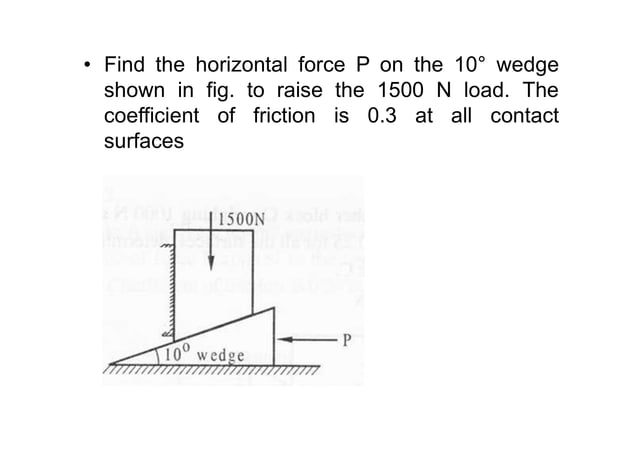 • Find the horizontal force P on the 10° wedge
shown in fig. to raise the 1500 N load. The
coefficient of friction is 0.3 at all contact
surfaces
1500N
P
10⁰ wedge